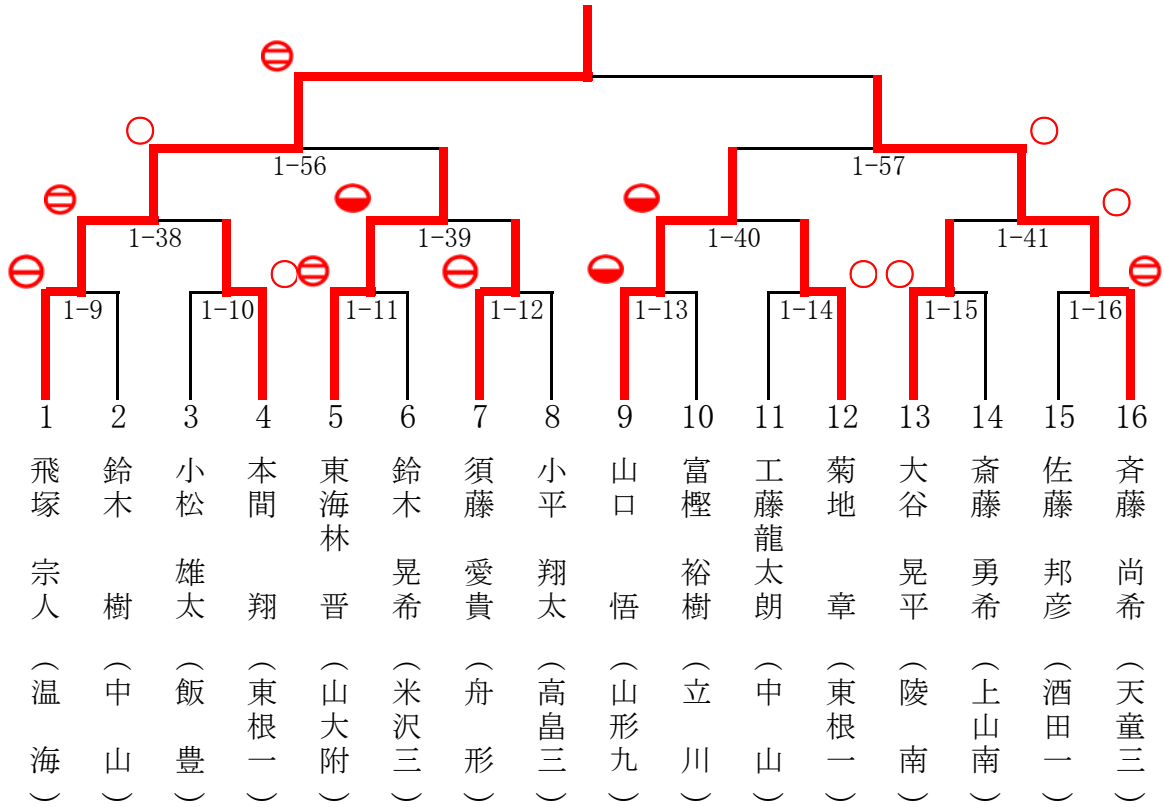 1-56
1-57
1-38
1-39
1-40
1-41
1-9
1-10
1-11
1-12
1-13
1-14
1-15
1-16
1 飛塚 宗人 (温海)
2 鈴木 樹 (中山)
3 小松 雄太 (飯豊)
4 本間 翔 (東根一)
5 東海林 晋 (山大附)
6 鈴木 晃希 (米沢三)
7 須藤 愛貴 (舟形)
8 小平 翔太 (高畠三)
9 山口 悟 (山形九)
10 富樫 裕樹 (立川)
11 工藤龍太朗 (中山)
12 菊地 章 (東根一)
13 大谷 晃平 (陵南)
14 斎藤 勇希 (上山南)
15 佐藤 邦彦 (酒田一)
16 斉藤 尚希 (天童三)